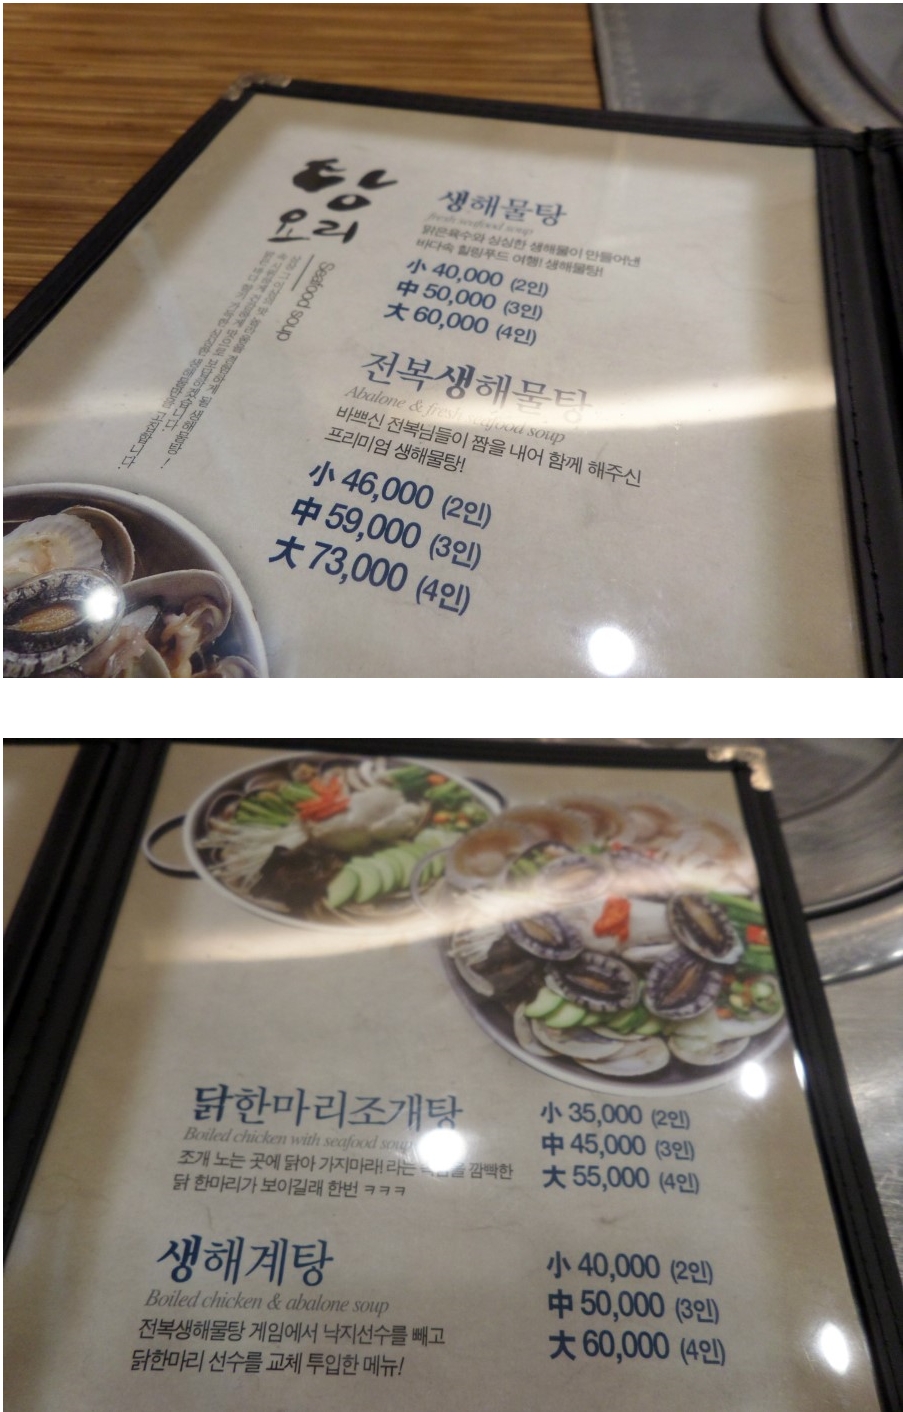 탕
요리
Seafood soup
생해물탕
fresh seafood soup
맑은육수와 싱싱한 생해물이 만들어낸
바다속 힐링푸드 여행! 생해물탕!
小 40,000 (2인)
中 50,000 (3인)
大 60,000 (4인)
전복생해물탕
Abalone & fresh seafood soup
바쁘신 전복님들이 짬을 내어 함께 해주신
프리미엄 생해물탕!
小 46,000 (2인)
中 59,000 (3인)
大 73,000 (4인)
닭한마리조개탕
Boiled chicken with seafood soup
조개 노는 곳에 닭아 가지마래! 라는 깜빡한
닭 한마리가 보이길래 한번 ㅋㅋㅋ
小 35,000 (2인)
中 45,000 (3인)
大 55,000 (4인)
생해계탕
Boiled chicken & abalone soup
전복생해물탕 게임에서 낙지선수를 빼고
닭한마리 선수를 교체 투입한 메뉴!
小 40,000 (2인)
中 50,000 (3인)
大 60,000 (4인)